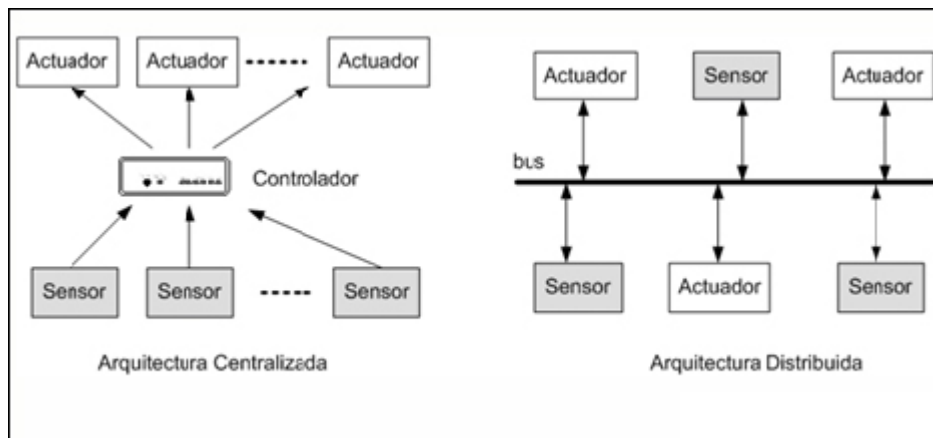 Actuador
Actuador
Actuador
Controlador
Sensor
Sensor
Sensor
Arquitectura Centralizada
Actuador
Sensor
Actuador
bus
Sensor
Actuador
Sensor
Arquitectura Distribuida